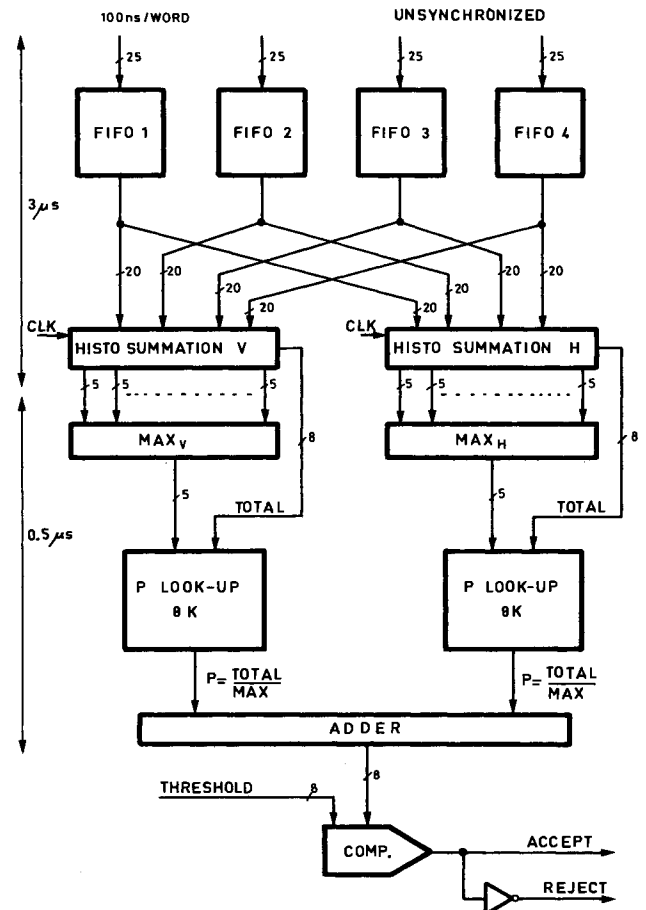 100ns/WORD UNSYNCHRONIZED
25 25 25 25
FIFO 1 FIFO 2 FIFO 3 FIFO 4
3µs
20 20 20 20 20 20 20 20
CLK CLK
HISTO SUMMATION V HISTO SUMMATION H
5 5 5 5 5 5
8 8
MAX V MAX H
5 5
TOTAL TOTAL
0.5µs
P LOOK-UP P LOOK-UP
8K 8K
P= TOTAL P= TOTAL
MAX MAX
ADDER
8
THRESHOLD 8
COMP. ACCEPT
REJECT